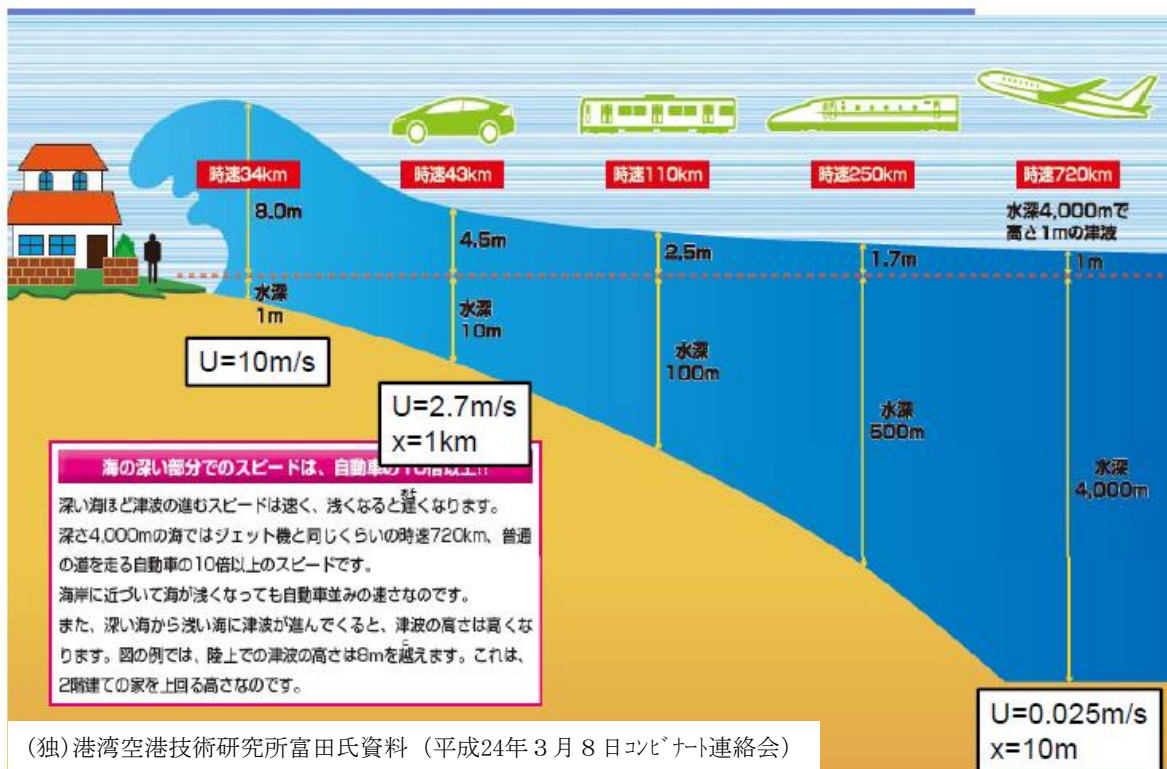 時速34km
時速43km
時速110km
時速250km
時速720km
水深4,000mで
高さ1mの津波
8.0m
4.5m
2.5m
1.7m
1m
水深
1m
水深
10m
水深
100m
水深
500m
水深
4,000m
U=10m/s
U=2.7m/s
x=1km
海の深い部分でのスピードは、自動車の10倍以上!!
深い海ほど津波の進むスピードは速く、浅くなると遅くなります。
深さ4,000mの海ではジェット機と同じくらいの時速720km、普通
の道を走る自動車の10倍以上のスピードです。
海岸に近づいて海が浅くなっても自動車並みの速さなのです。
また、深い海から浅い海に津波が進んでくると、津波の高さは高くな
ります。図の例では、陸上での津波の高さは8mを越えます。これは、
2階建ての家を上回る高さなのです。
U=0.025m/s
x=10m
(独)港湾空港技術研究所富田氏資料（平成24年３月８日ｺﾝﾋﾞﾅｰﾄ連絡会）